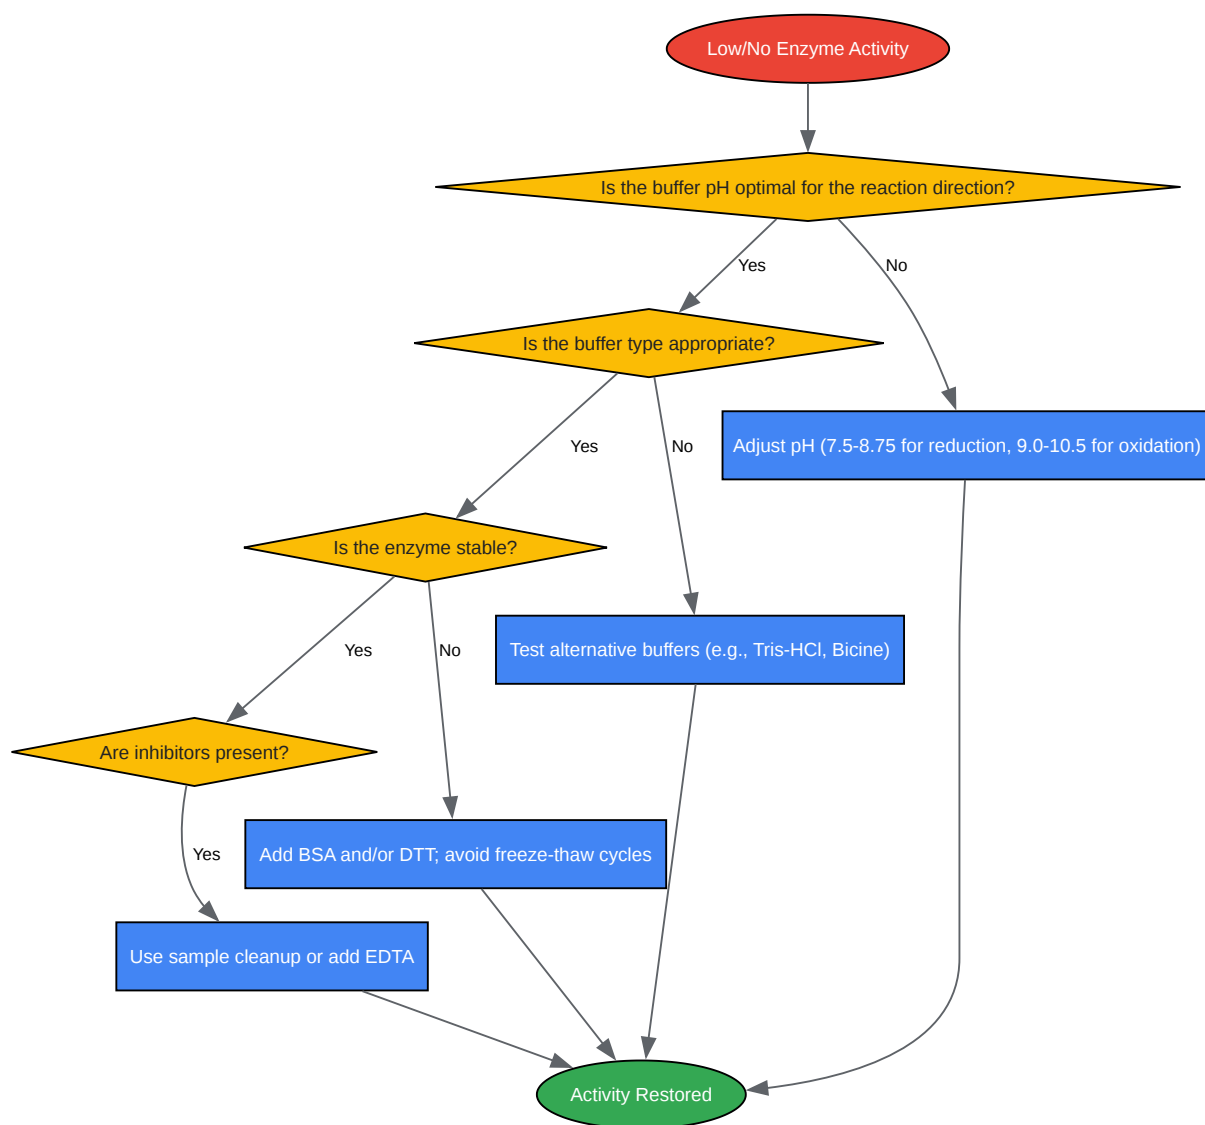 Low/No Enzyme Activity
Is the buffer pH optimal for the reaction direction?
Yes
No
Is the buffer type appropriate?
Yes
No
Adjust pH (7.5-8.75 for reduction, 9.0-10.5 for oxidation)
Is the enzyme stable?
Yes
No
Test alternative buffers (e.g., Tris-HCl, Bicine)
Are inhibitors present?
Yes
Add BSA and/or DTT; avoid freeze-thaw cycles
Use sample cleanup or add EDTA
Activity Restored